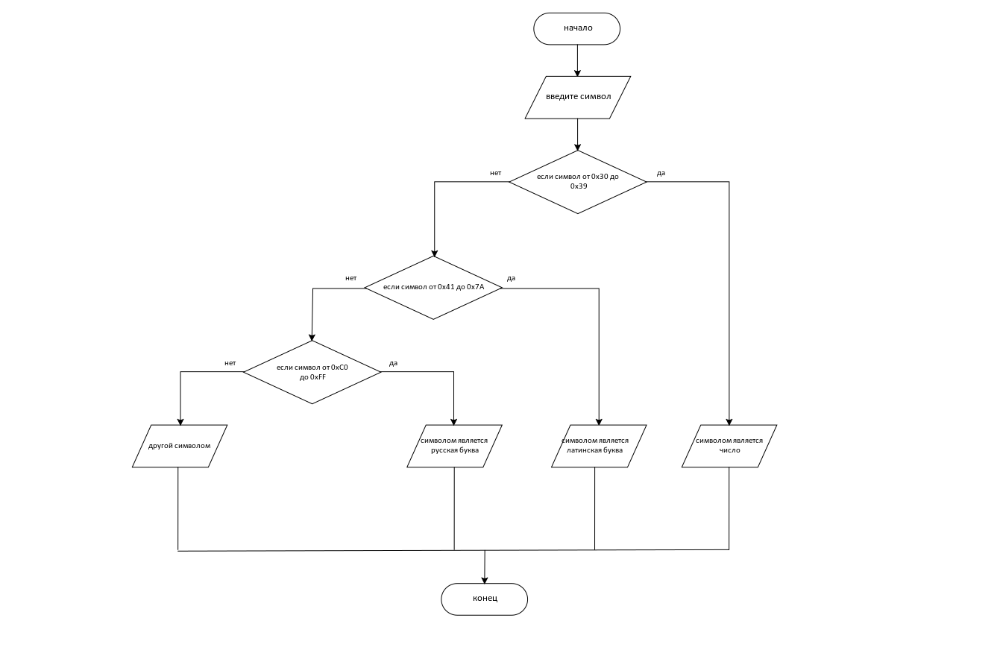 начало
введите символ
нет
да
если символ от 0x30 до
0x39
нет
да
если символ от 0x41 до 0x7A
нет
да
если символ от 0xC0
до 0xFF
другой символом
символом является
русская буква
символом является
латинская буква
символом является
число
конец